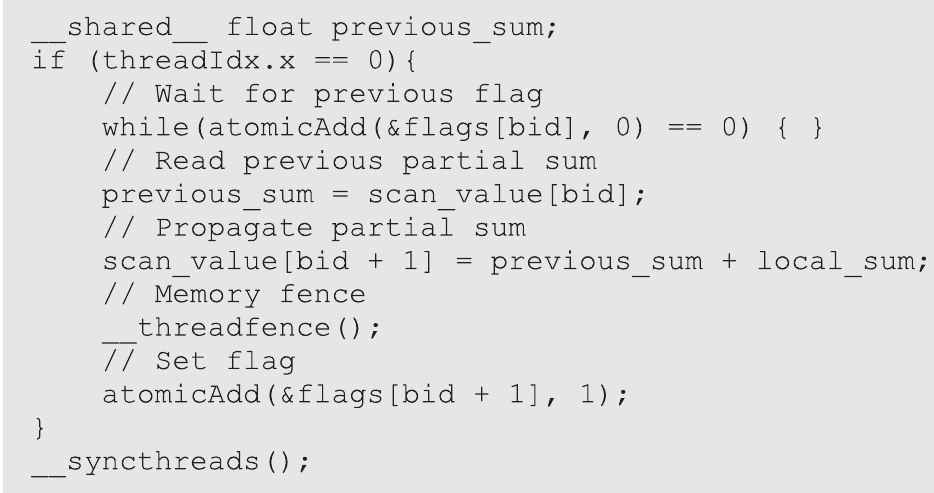 __shared__ float previous_sum;
if (threadIdx.x == 0){
    // Wait for previous flag
    while(atomicAdd(&flags[bid], 0) == 0) { }
    // Read previous partial sum
    previous_sum = scan_value[bid];
    // Propagate partial sum
    scan_value[bid + 1] = previous_sum + local_sum;
    // Memory fence
    __threadfence();
    // Set flag
    atomicAdd(&flags[bid + 1], 1);
}
__syncthreads();